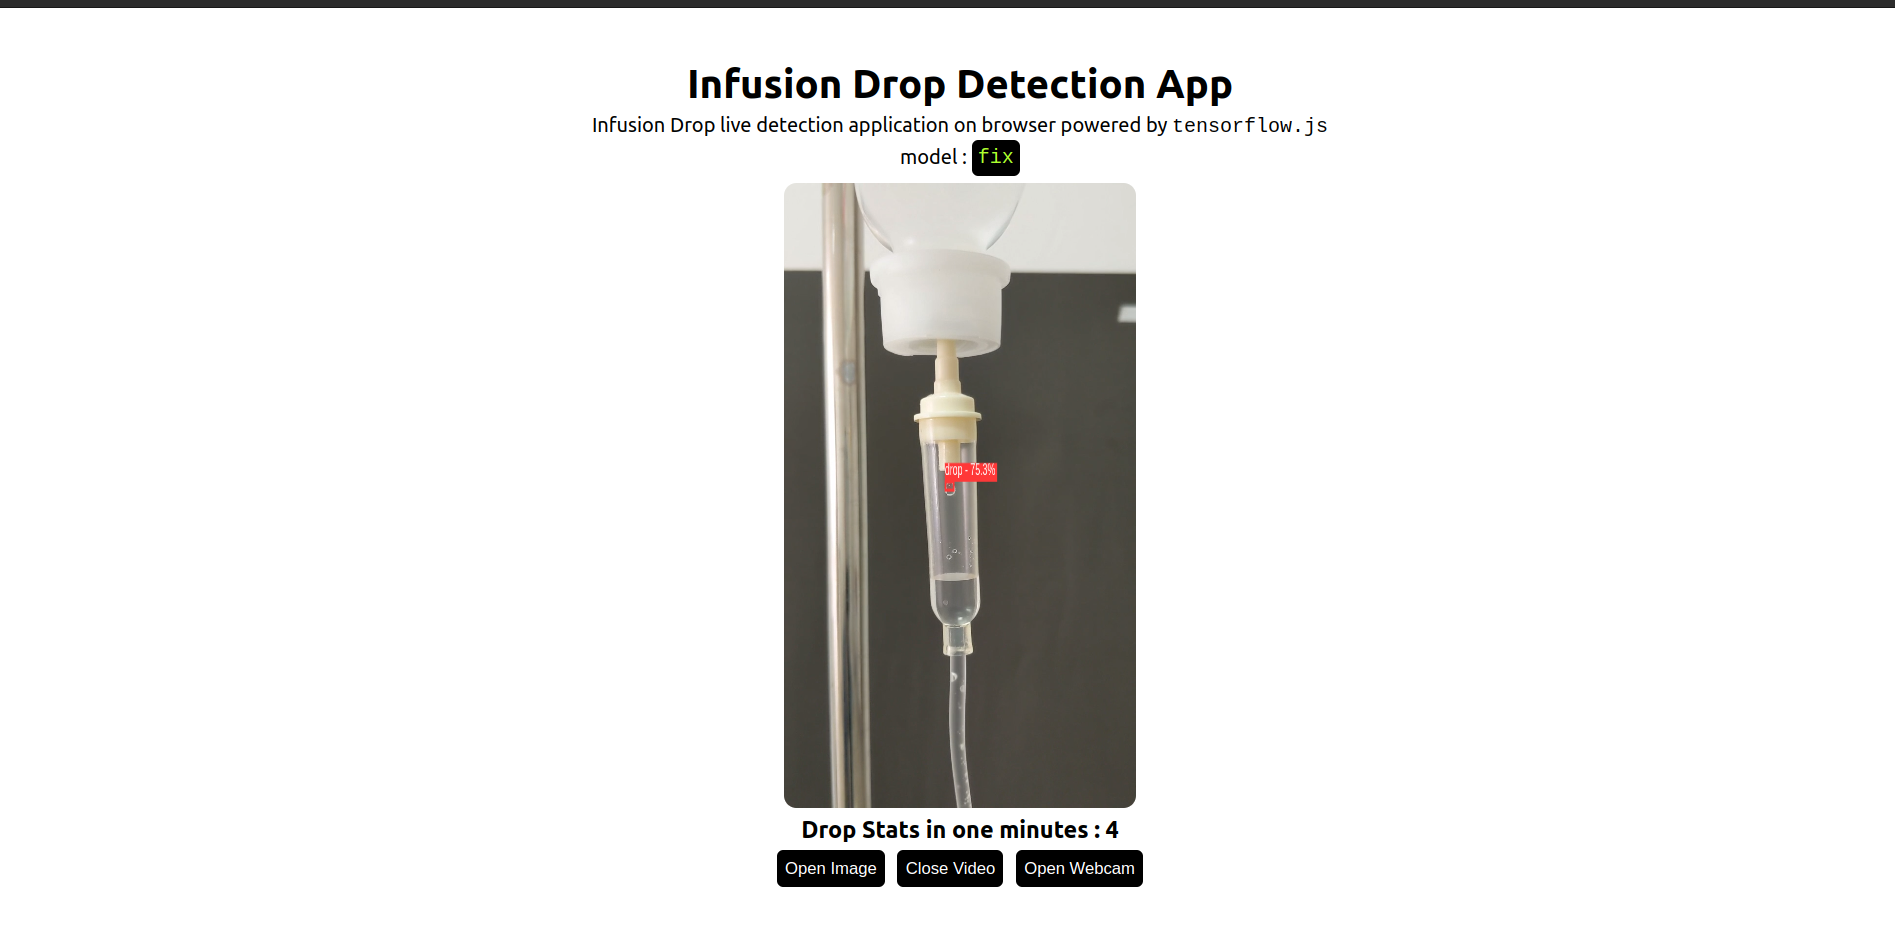 Infusion Drop Detection App
Infusion Drop live detection application on browser powered by tensorflow.js
model : fix
drop - 75.3%
Drop Stats in one minutes : 4
Open Image Close Video Open Webcam